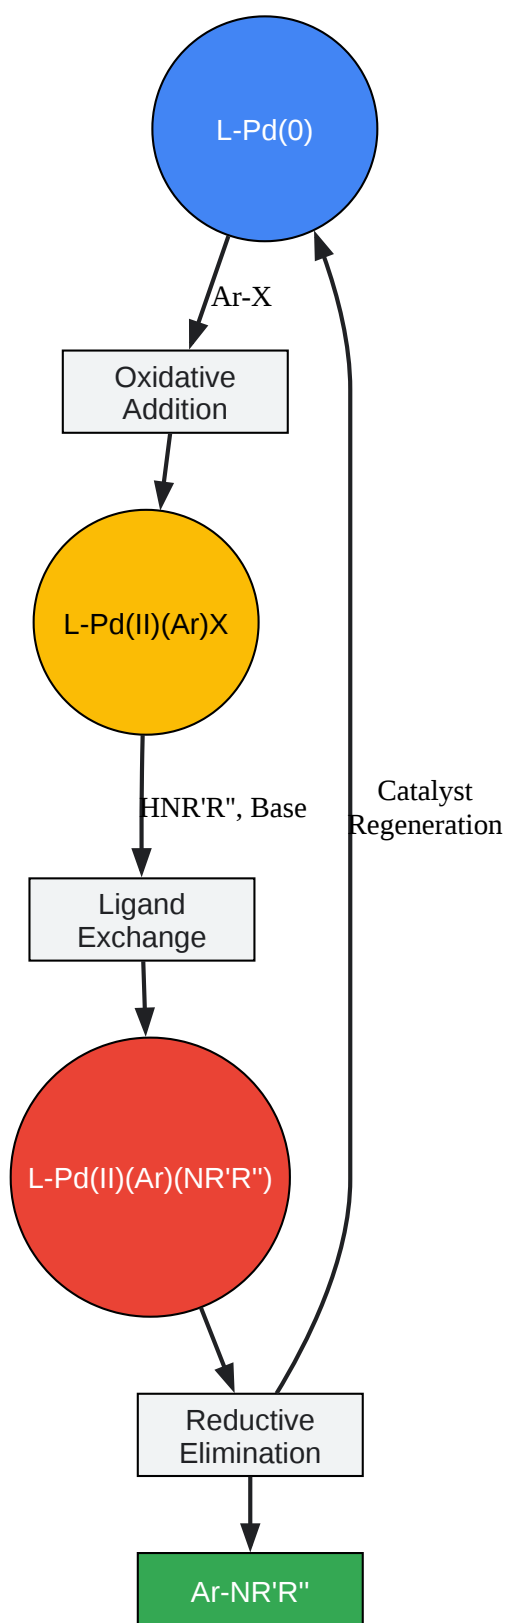 L-Pd(0)
Ar-X
Oxidative
Addition
L-Pd(II)(Ar)X
HNR'R", Base
Catalyst
Regeneration
Ligand
Exchange
L-Pd(II)(Ar)(NR'R")
Reductive
Elimination
Ar-NR'R"